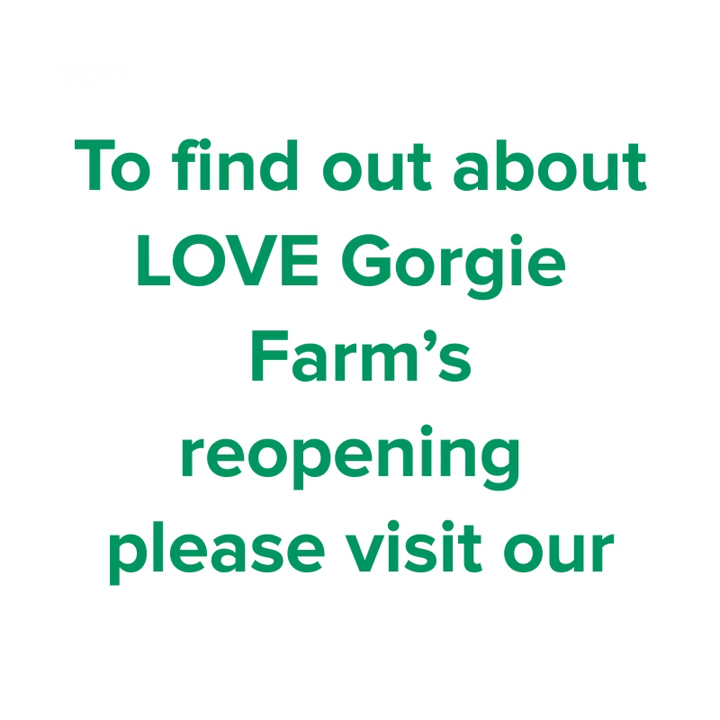 To find out about
LOVE Gorgie
Farm’s
reopening
please visit our